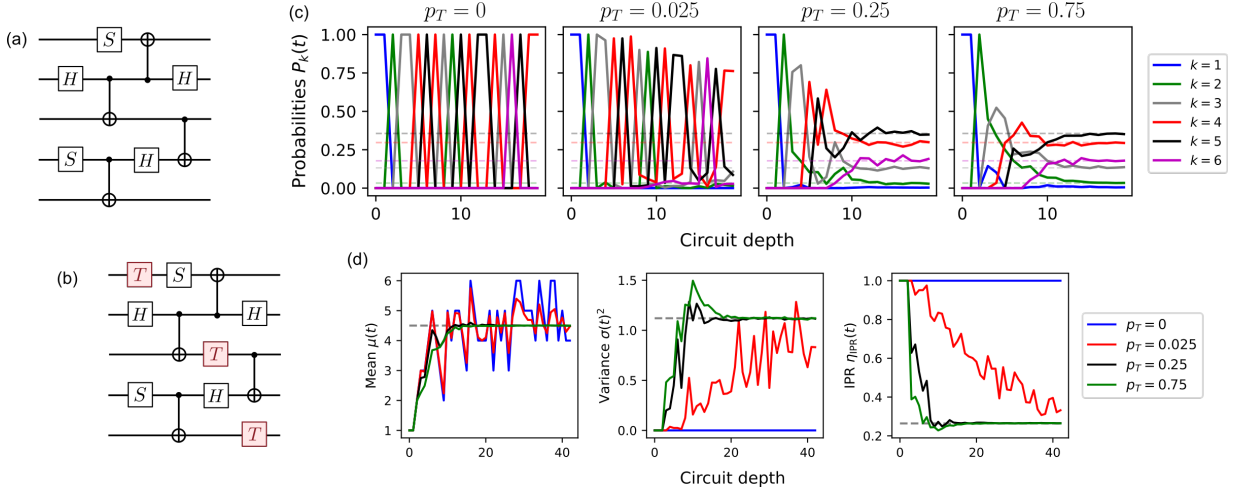 (a)
S
H
H
S
H
(b)
T
S
H
H
T
S
H
T
(c)
p_T = 0
p_T = 0.025
p_T = 0.25
p_T = 0.75
Probabilities P_k(t)
1.00
0.75
0.50
0.25
0.00
0 10
0 10
0 10
0 10
Circuit depth
k = 1
k = 2
k = 3
k = 4
k = 5
k = 6
(d)
Mean μ(t)
6
5
4
3
2
1
0 20 40
Variance σ(t)²
1.5
1.0
0.5
0.0
0 20 40
IPR η_IPR(t)
1.0
0.8
0.6
0.4
0.2
0 20 40
Circuit depth
p_T = 0
p_T = 0.025
p_T = 0.25
p_T = 0.75